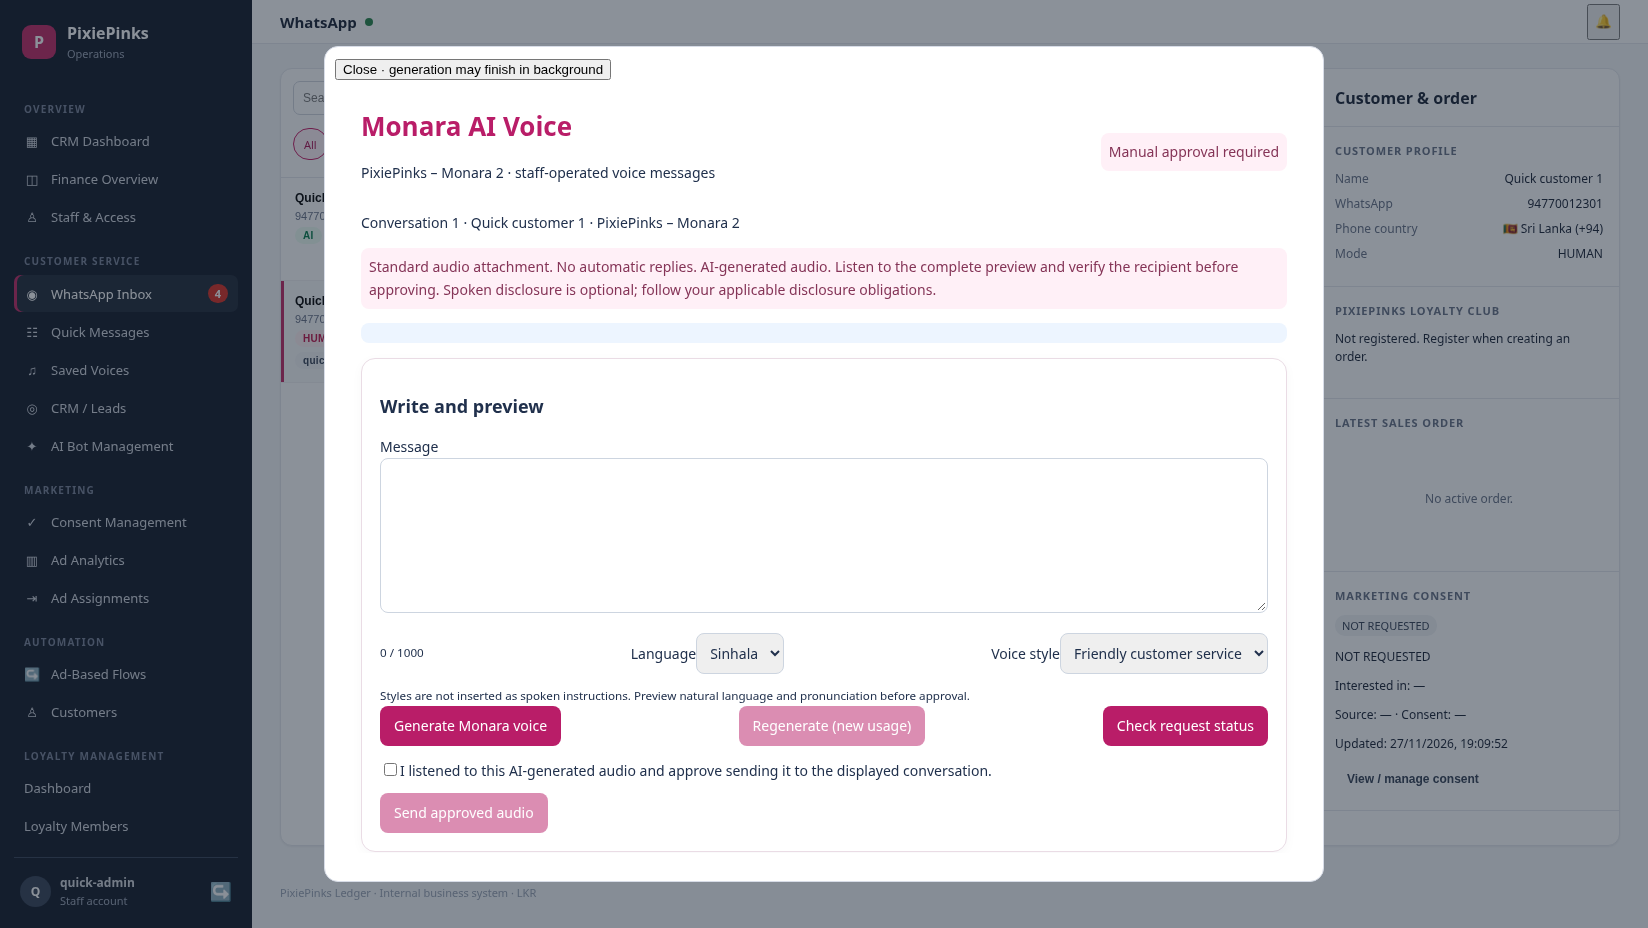 P
PixiePinks
Operations
OVERVIEW
CRM Dashboard
Finance Overview
Staff & Access
CUSTOMER SERVICE
WhatsApp Inbox
4
Quick Messages
Saved Voices
CRM / Leads
AI Bot Management
MARKETING
Consent Management
Ad Analytics
Ad Assignments
AUTOMATION
Ad-Based Flows
Customers
LOYALTY MANAGEMENT
Dashboard
Loyalty Members
Q
quick-admin
Staff account
WhatsApp
All
AI
Close · generation may finish in background
Monara AI Voice
PixiePinks – Monara 2 · staff-operated voice messages
Manual approval required
Conversation 1 · Quick customer 1 · PixiePinks – Monara 2
Standard audio attachment. No automatic replies. AI-generated audio. Listen to the complete preview and verify the recipient before
approving. Spoken disclosure is optional; follow your applicable disclosure obligations.
Write and preview
Message
0 / 1000
Language Sinhala
Voice style Friendly customer service
Styles are not inserted as spoken instructions. Preview natural language and pronunciation before approval.
Generate Monara voice
Regenerate (new usage)
Check request status
I listened to this AI-generated audio and approve sending it to the displayed conversation.
Send approved audio
Customer & order
CUSTOMER PROFILE
Name Quick customer 1
WhatsApp 94770012301
Phone country Sri Lanka (+94)
Mode HUMAN
PIXIEPINKS LOYALTY CLUB
Not registered. Register when creating an
order.
LATEST SALES ORDER
No active order.
MARKETING CONSENT
NOT REQUESTED
NOT REQUESTED
Interested in: —
Source: — · Consent: —
Updated: 27/11/2026, 19:09:52
View / manage consent
PixiePinks Ledger · Internal business system · LKR